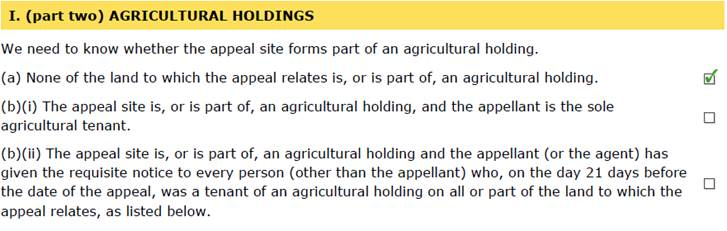 I. (part two) AGRICULTURAL HOLDINGS
We need to know whether the appeal site forms part of an agricultural holding.
(a) None of the land to which the appeal relates is, or is part of, an agricultural holding.
(b)(i) The appeal site is, or is part of, an agricultural holding, and the appellant is the sole
agricultural tenant.
(b)(ii) The appeal site is, or is part of, an agricultural holding and the appellant (or the agent) has
given the requisite notice to every person (other than the appellant) who, on the day 21 days before
the date of the appeal, was a tenant of an agricultural holding on all or part of the land to which the
appeal relates, as listed below.